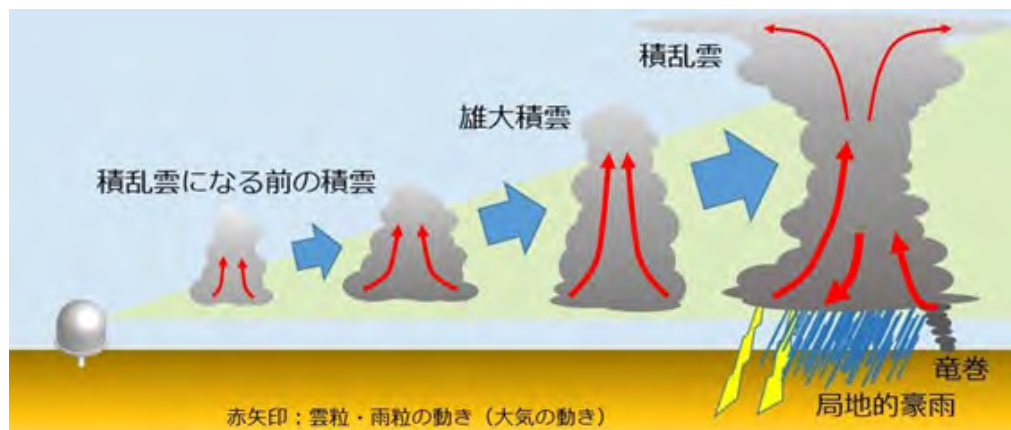 積乱雲
雄大積雲
積乱雲になる前の積雲
竜巻
局地的豪雨
赤矢印：雲粒・雨粒の動き（大気の動き）